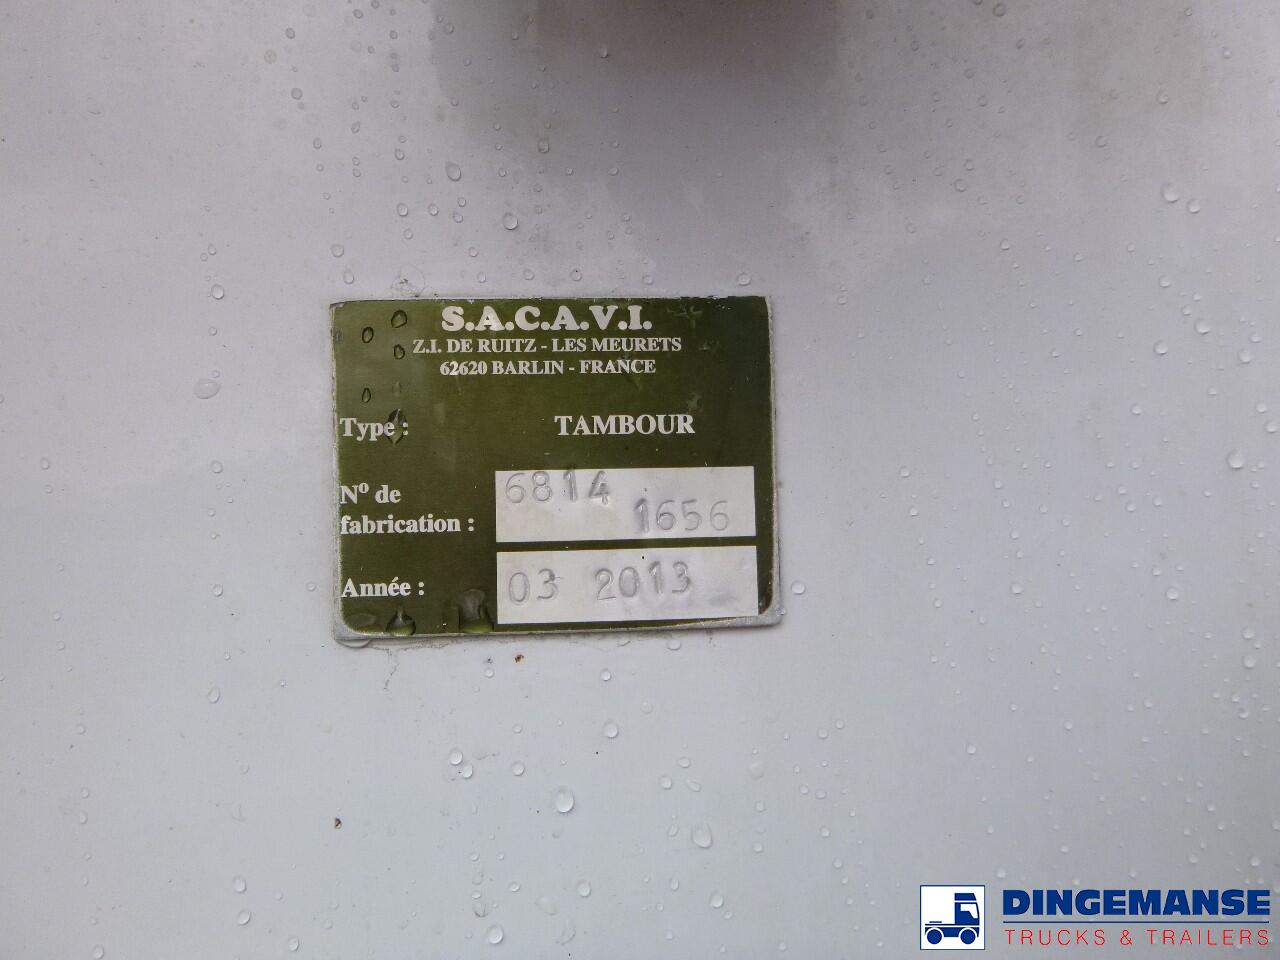 S.A.C.A.V.I.
Z.I. DE RUITZ - LES MEURETS
62620 BARLIN - FRANCE
Type : TAMBOUR
Nº de
fabrication : 6814 1656
Année : 03 2013
DINGEMANSE
TRUCKS & TRAILERS